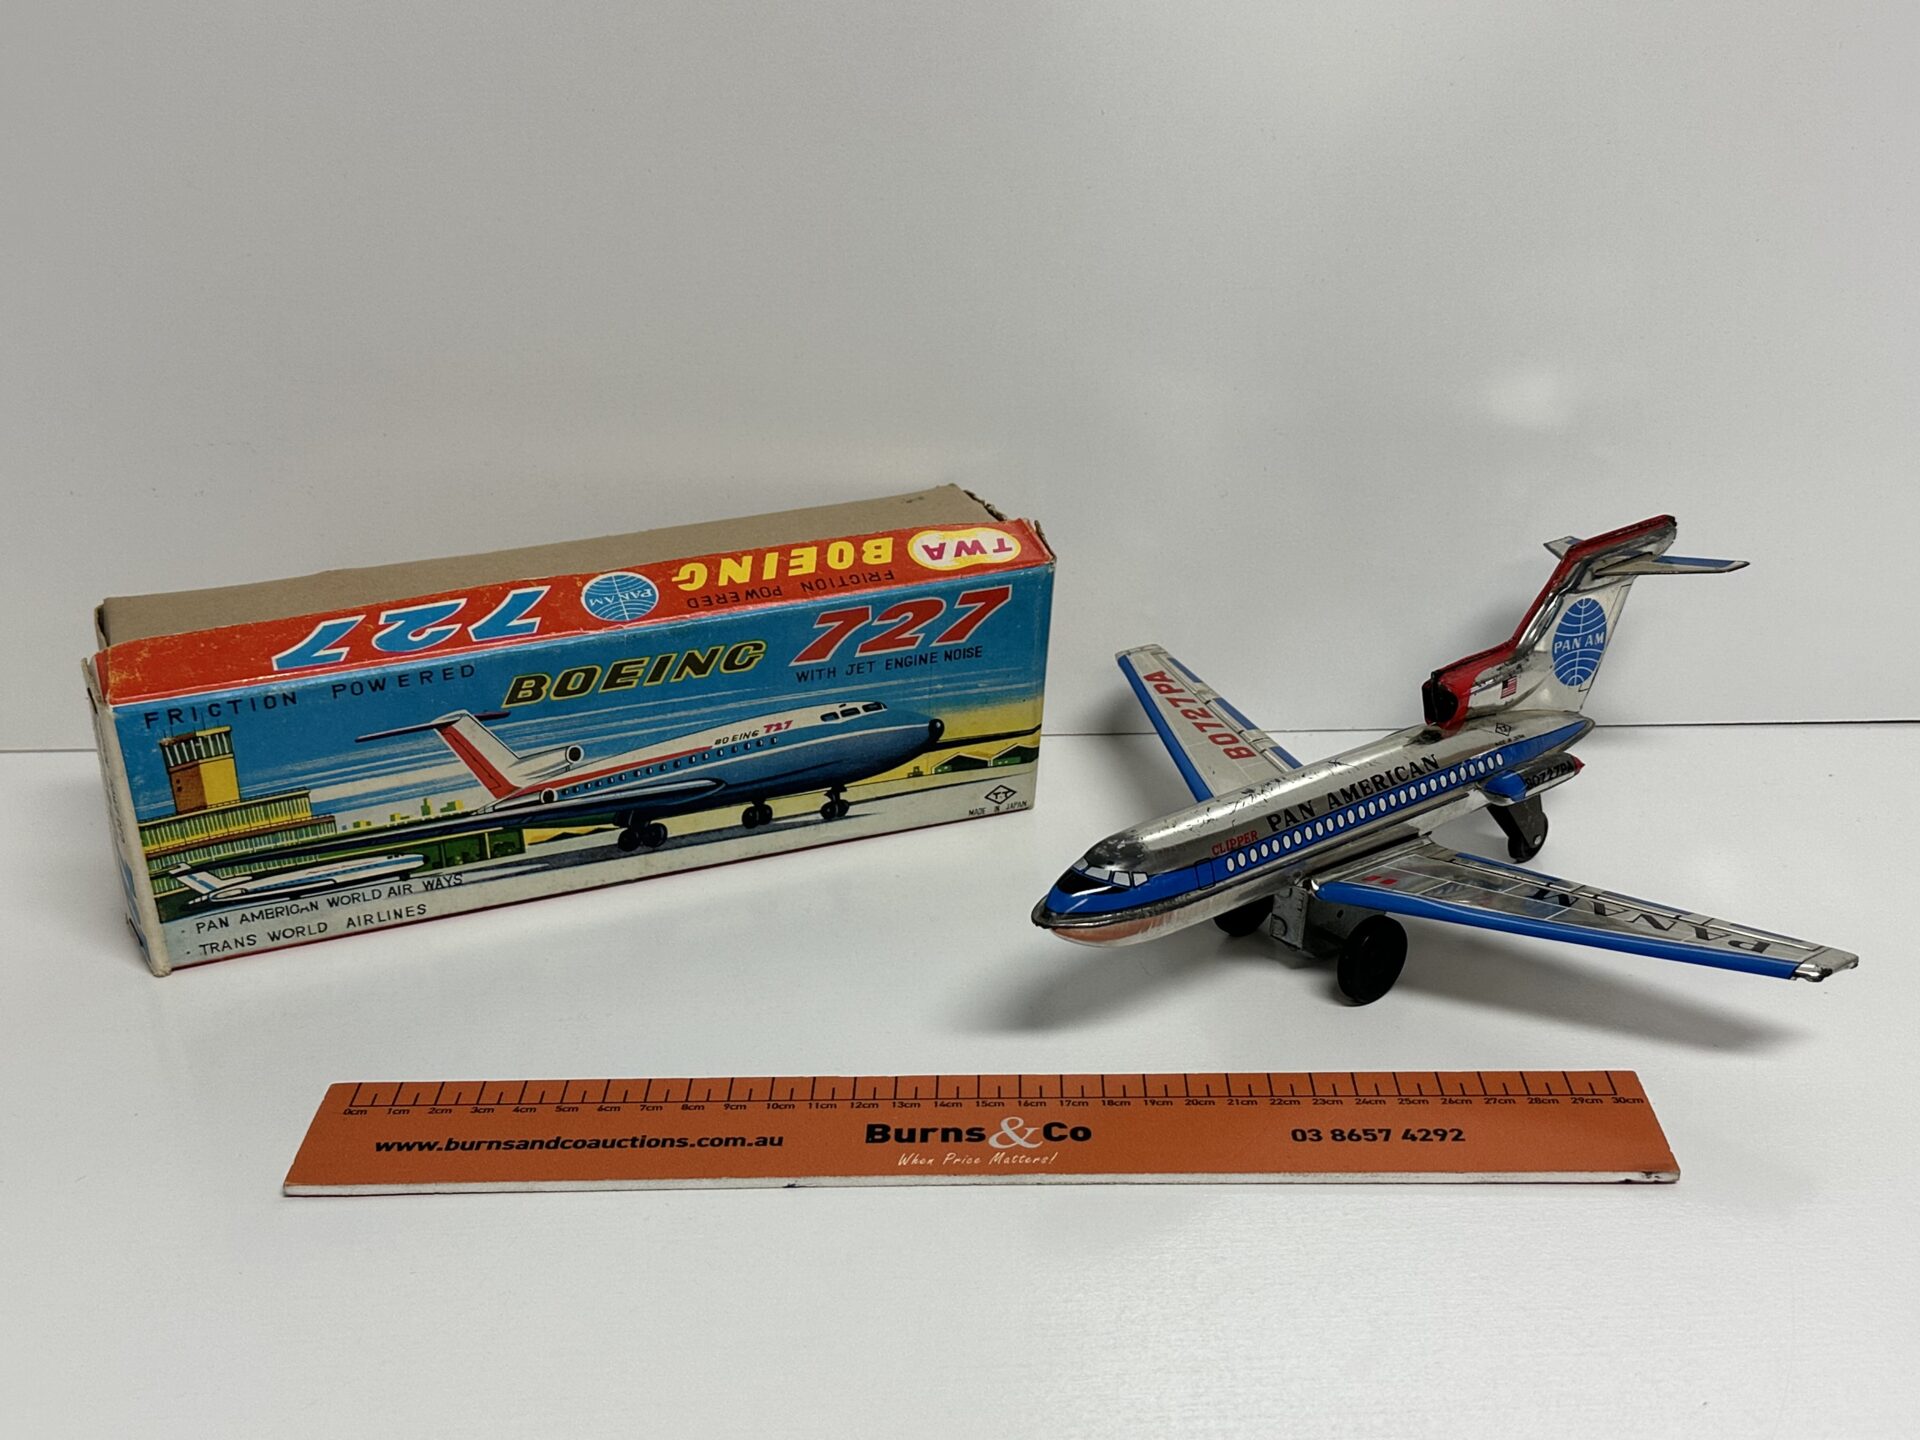 TWA
BOEING
FRICTION POWERED
PAN AM
727
FRICTION POWERED
BOEING 727
WITH JET ENGINE NOISE
BOEING 727
MADE IN JAPAN
· PAN AMERICAN WORLD AIR WAYS
· TRANS WORLD AIRLINES
PAN AM
BO727PA
CLIPPER PAN AMERICAN
BO727PA
PAN AM
0cm 1cm 2cm 3cm 4cm 5cm 6cm 7cm 8cm 9cm 10cm 11cm 12cm 13cm 14cm 15cm 16cm 17cm 18cm 19cm 20cm 21cm 22cm 23cm 24cm 25cm 26cm 27cm 28cm 29cm 30cm
www.burnsandcoauctions.com.au
Burns&Co
When Price Matters!
03 8657 4292